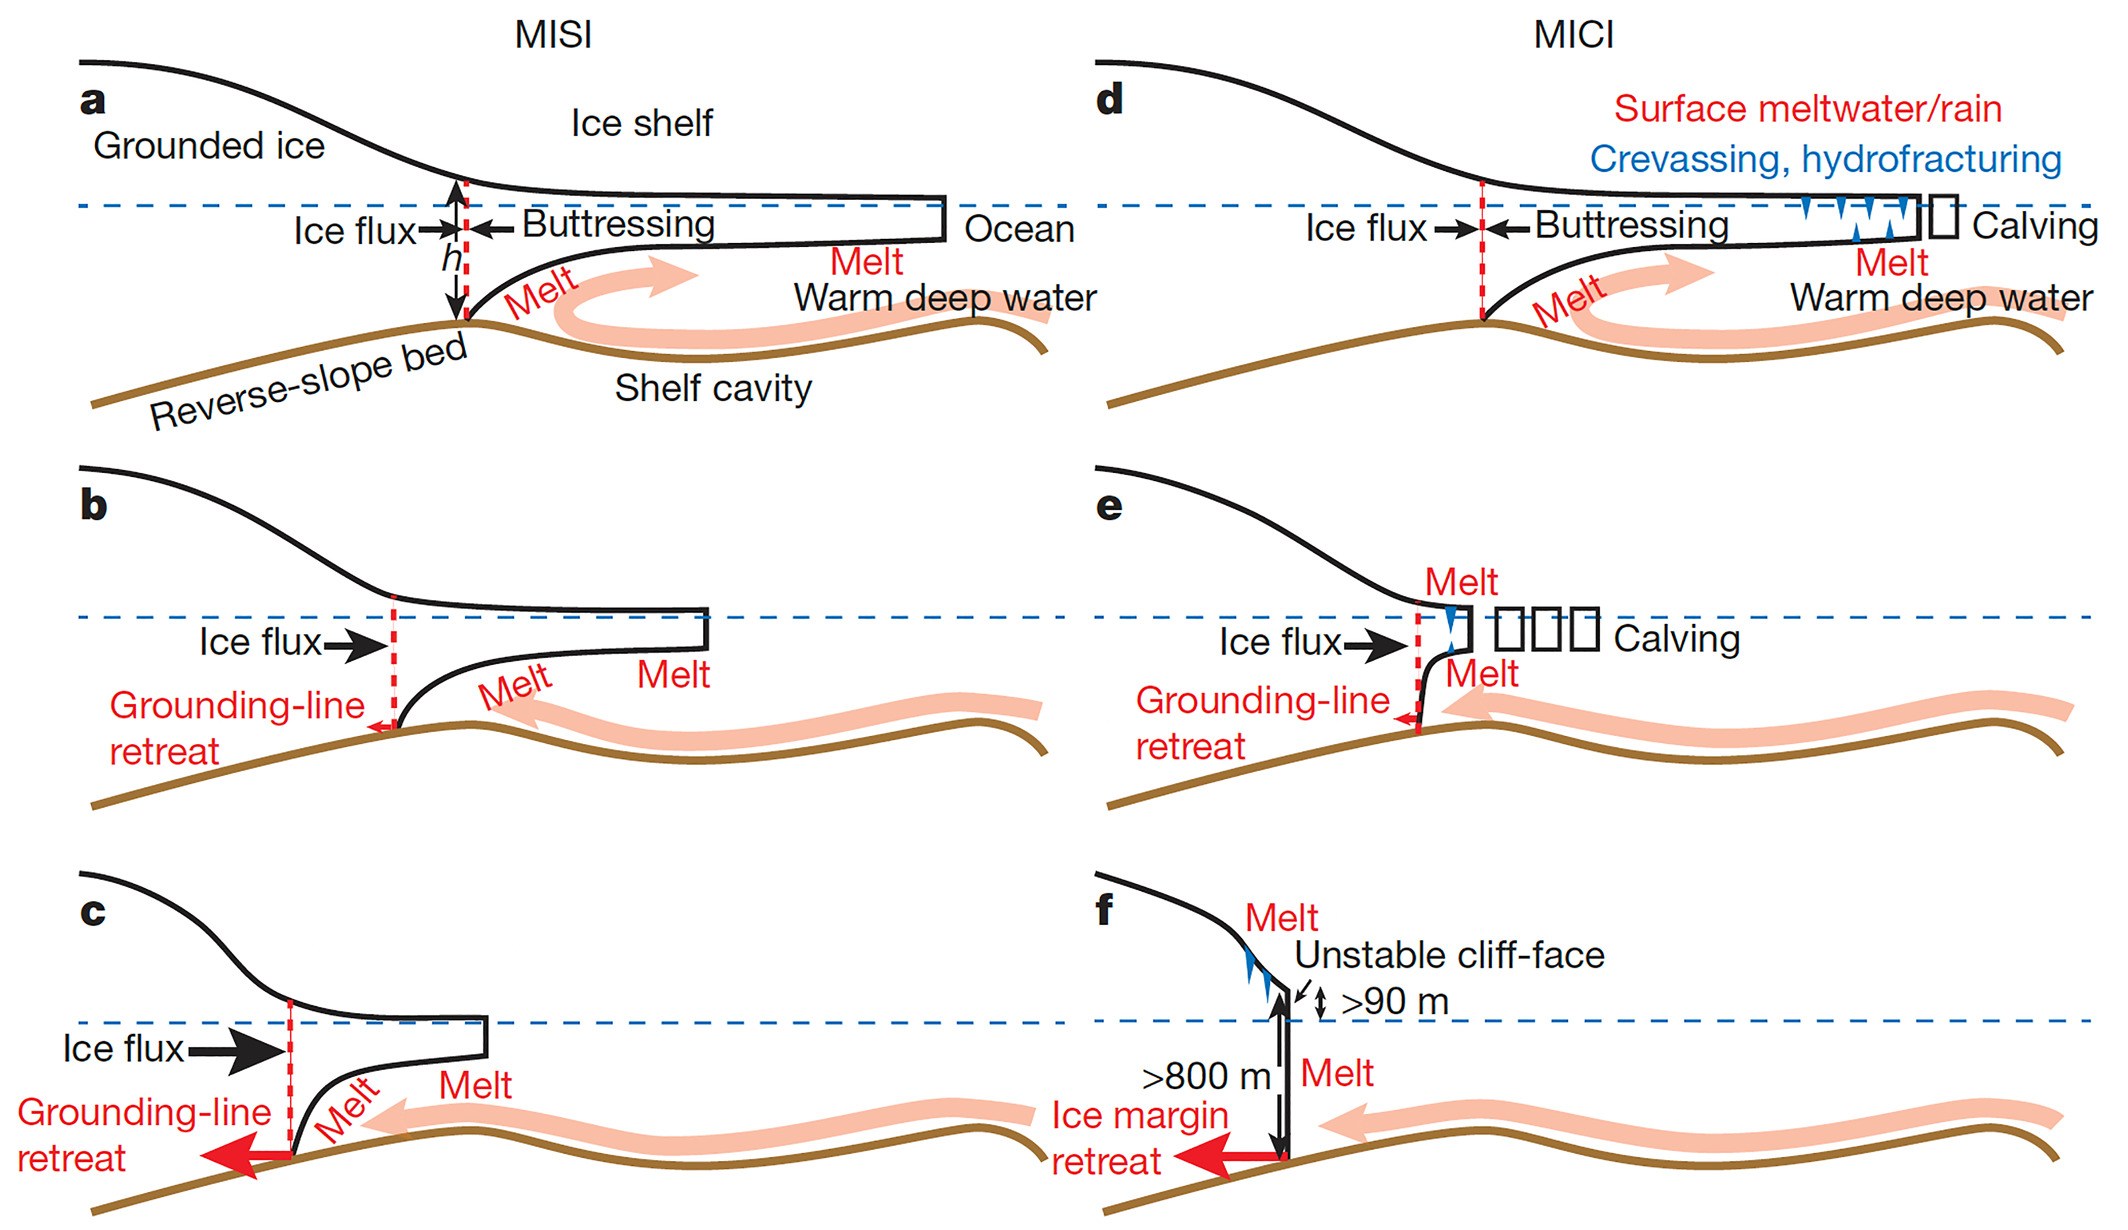 MISI
a
Grounded ice
Ice shelf
Ice flux
Buttressing
h
Ocean
Melt
Melt
Warm deep water
Reverse-slope bed
Shelf cavity
b
Ice flux
Grounding-line
retreat
Melt
Melt
c
Ice flux
Grounding-line
retreat
Melt
Melt
MICI
d
Surface meltwater/rain
Crevassing, hydrofracturing
Ice flux
Buttressing
Calving
Melt
Melt
Warm deep water
e
Melt
Ice flux
Calving
Melt
Grounding-line
retreat
f
Melt
Unstable cliff-face
>90 m
>800 m
Melt
Ice margin
retreat